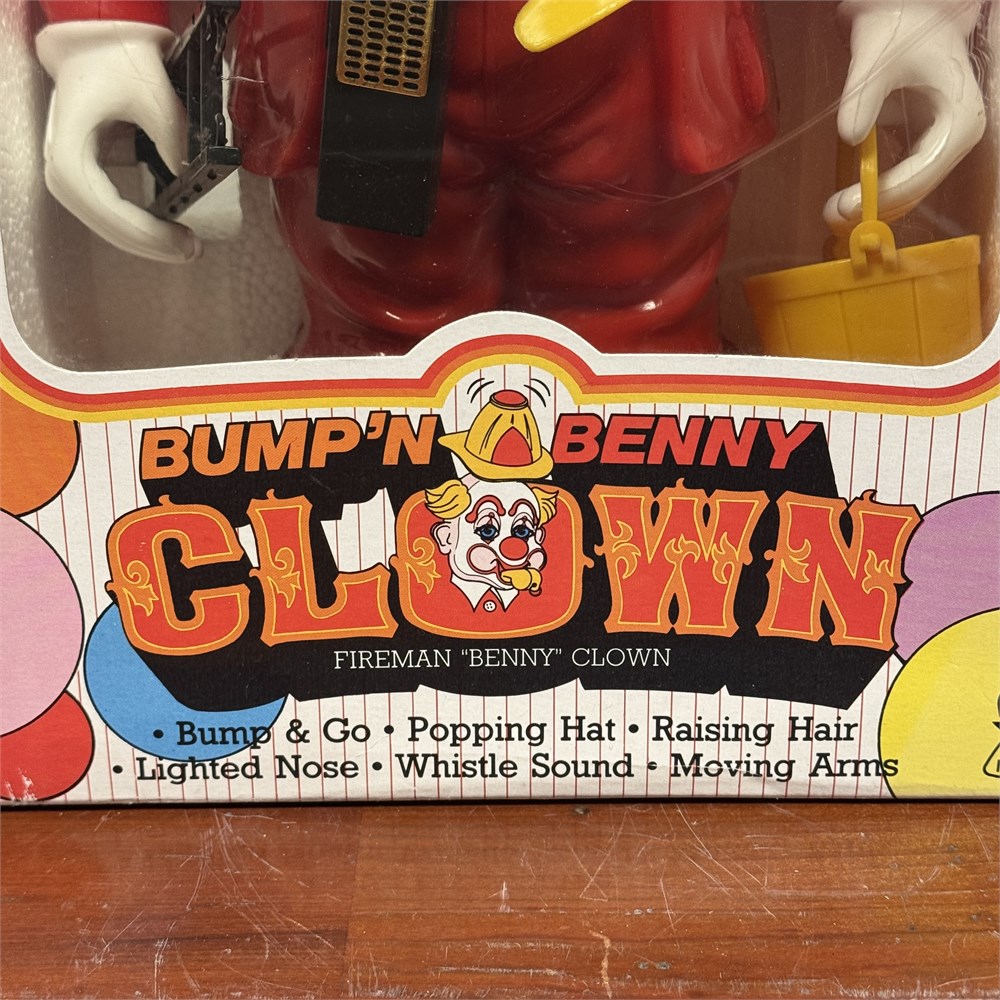 BUMP'N BENNY
CLOWN
FIREMAN "BENNY" CLOWN
• Bump & Go • Popping Hat • Raising Hair
• Lighted Nose • Whistle Sound • Moving Arms